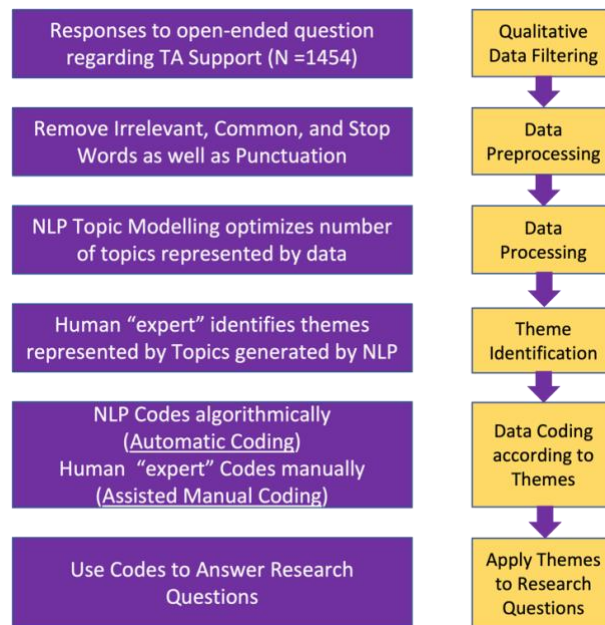 Responses to open-ended question
regarding TA Support (N =1454)
Qualitative
Data Filtering
Remove Irrelevant, Common, and Stop
Words as well as Punctuation
Data
Preprocessing
NLP Topic Modelling optimizes number
of topics represented by data
Data
Processing
Human “expert” identifies themes
represented by Topics generated by NLP
Theme
Identification
NLP Codes algorithmically
(Automatic Coding)
Human “expert” Codes manually
(Assisted Manual Coding)
Data Coding
according to
Themes
Use Codes to Answer Research
Questions
Apply Themes
to Research
Questions